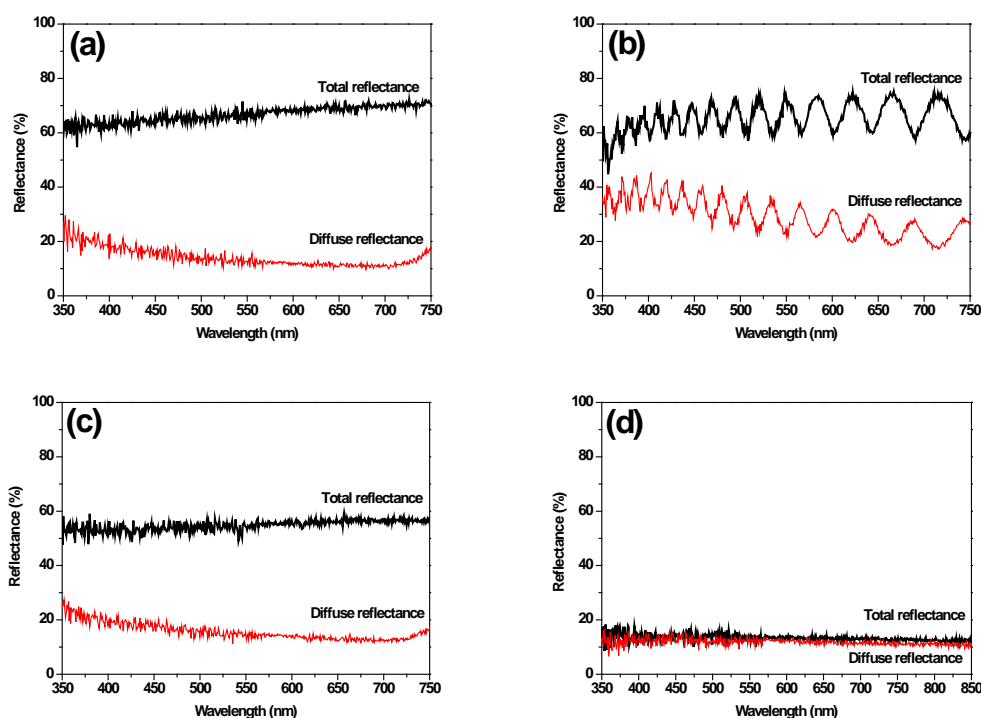 (a)
100
80
60
40
20
0
Reflectance (%)
Total reflectance
Diffuse reflectance
350 400 450 500 550 600 650 700 750
Wavelength (nm)
(b)
100
80
60
40
20
0
Reflectance (%)
Total reflectance
Diffuse reflectance
350 400 450 500 550 600 650 700 750
Wavelength (nm)
(c)
100
80
60
40
20
0
Reflectance (%)
Total reflectance
Diffuse reflectance
350 400 450 500 550 600 650 700 750
Wavelength (nm)
(d)
100
80
60
40
20
0
Reflectance (%)
Total reflectance
Diffuse reflectance
350 400 450 500 550 600 650 700 750 800 850
Wavelength (nm)